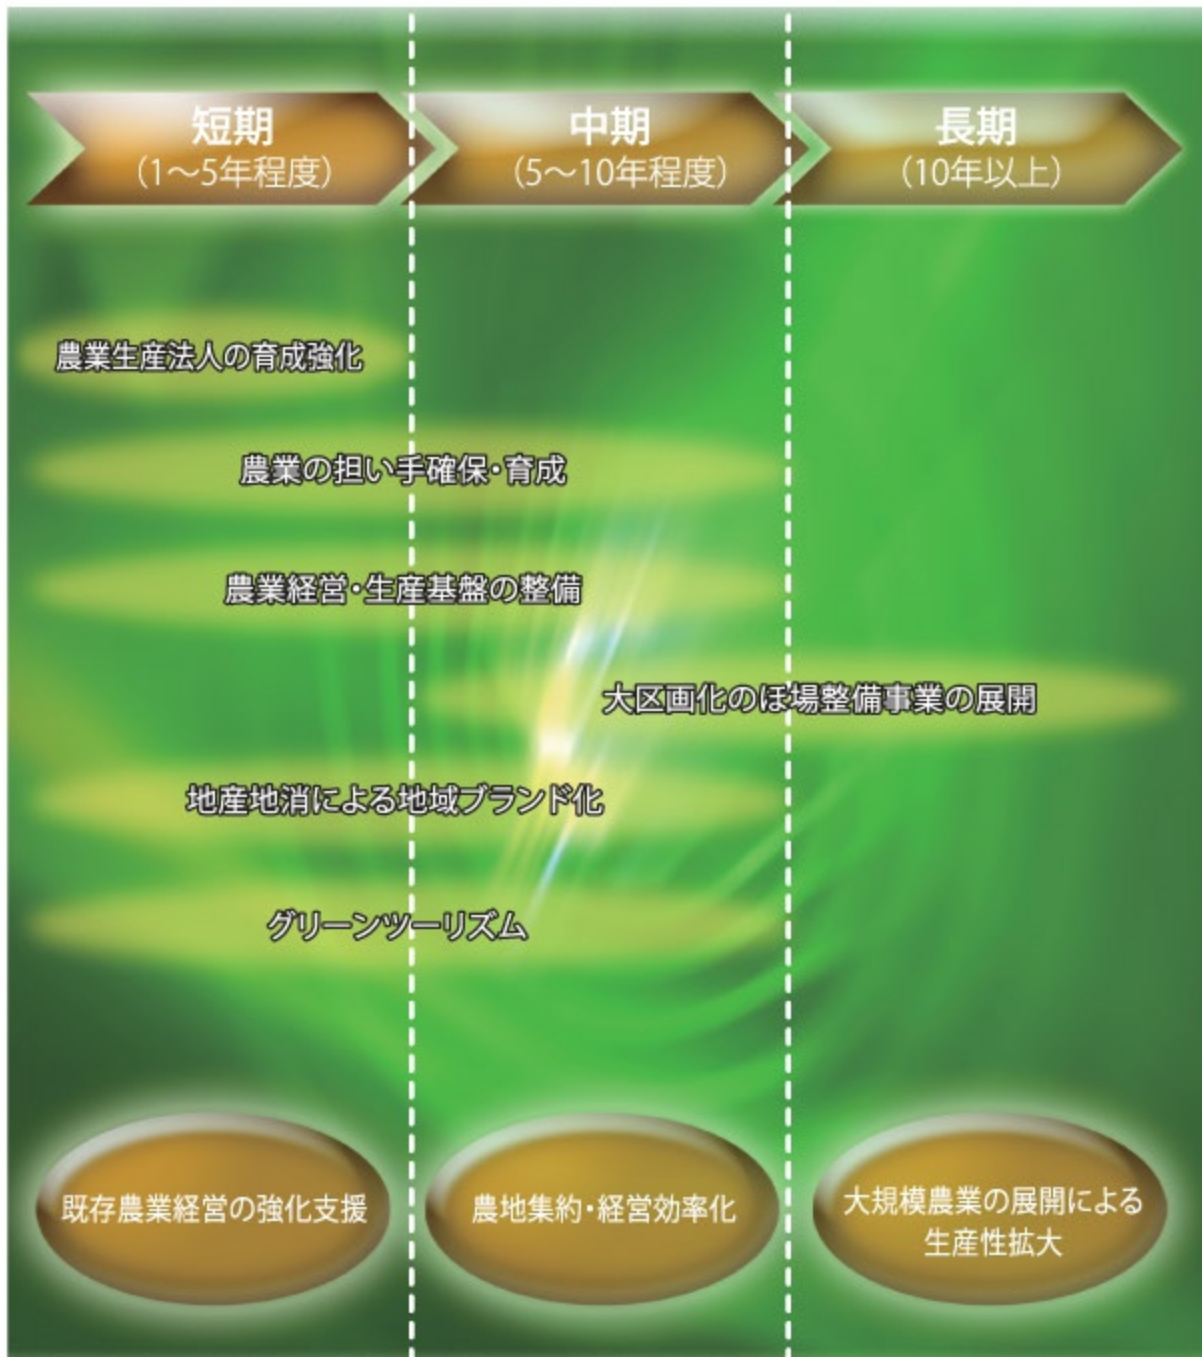 短期
（1～5年程度）
中期
（5～10年程度）
長期
（10年以上）
農業生産法人の育成強化
農業の担い手確保・育成
農業経営・生産基盤の整備
大区画化のほ場整備事業の展開
地産地消による地域ブランド化
グリーンツーリズム
既存農業経営の強化支援
農地集約・経営効率化
大規模農業の展開による
生産性拡大